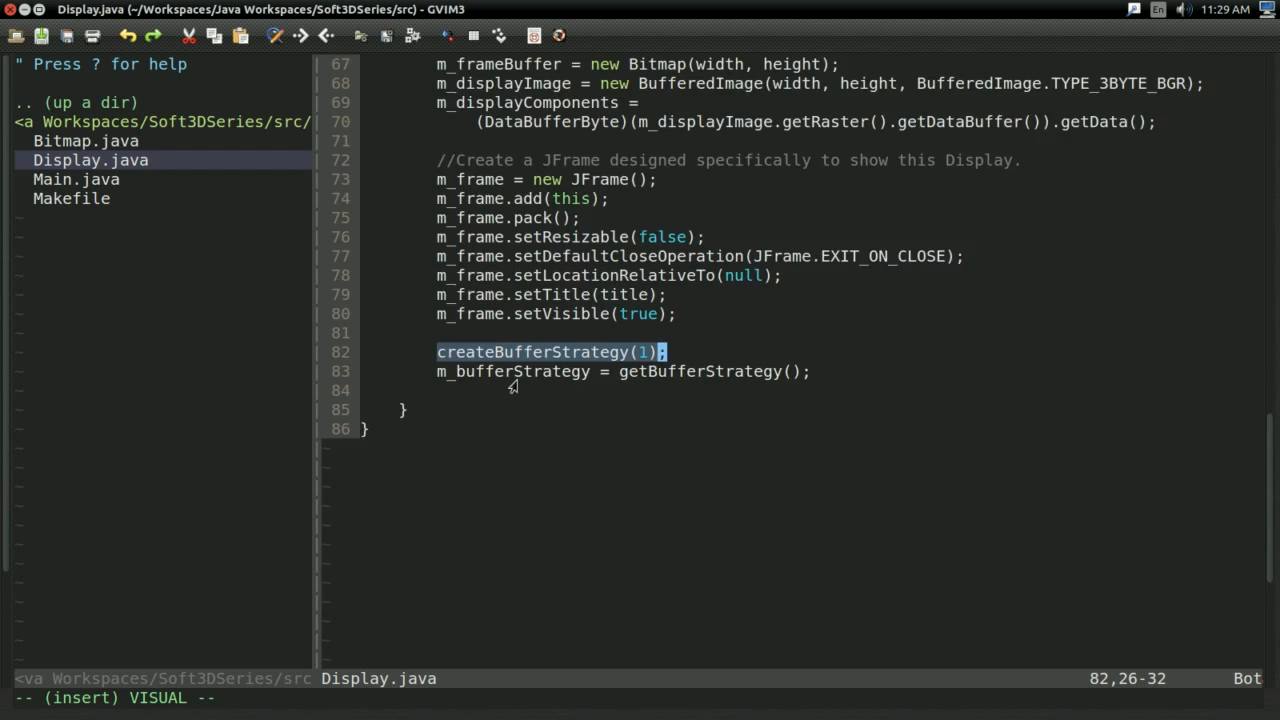 Display.java (~/Workspaces/Java Workspaces/Soft3DSeries/src) - GVIM3
En
11:29 AM
" Press ? for help
.. (up a dir)
<a Workspaces/Soft3DSeries/src/
Bitmap.java
Display.java
Main.java
Makefile
67 m_frameBuffer = new Bitmap(width, height);
68 m_displayImage = new BufferedImage(width, height, BufferedImage.TYPE_3BYTE_BGR);
69 m_displayComponents =
70 (DataBufferByte)(m_displayImage.getRaster().getDataBuffer()).getData();
71
72 //Create a JFrame designed specifically to show this Display.
73 m_frame = new JFrame();
74 m_frame.add(this);
75 m_frame.pack();
76 m_frame.setResizable(false);
77 m_frame.setDefaultCloseOperation(JFrame.EXIT_ON_CLOSE);
78 m_frame.setLocationRelativeTo(null);
79 m_frame.setTitle(title);
80 m_frame.setVisible(true);
81
82 createBufferStrategy(1);
83 m_bufferStrategy = getBufferStrategy();
84
85 }
86 }
<va Workspaces/Soft3DSeries/src Display.java 82,26-32 Bot
-- (insert) VISUAL --